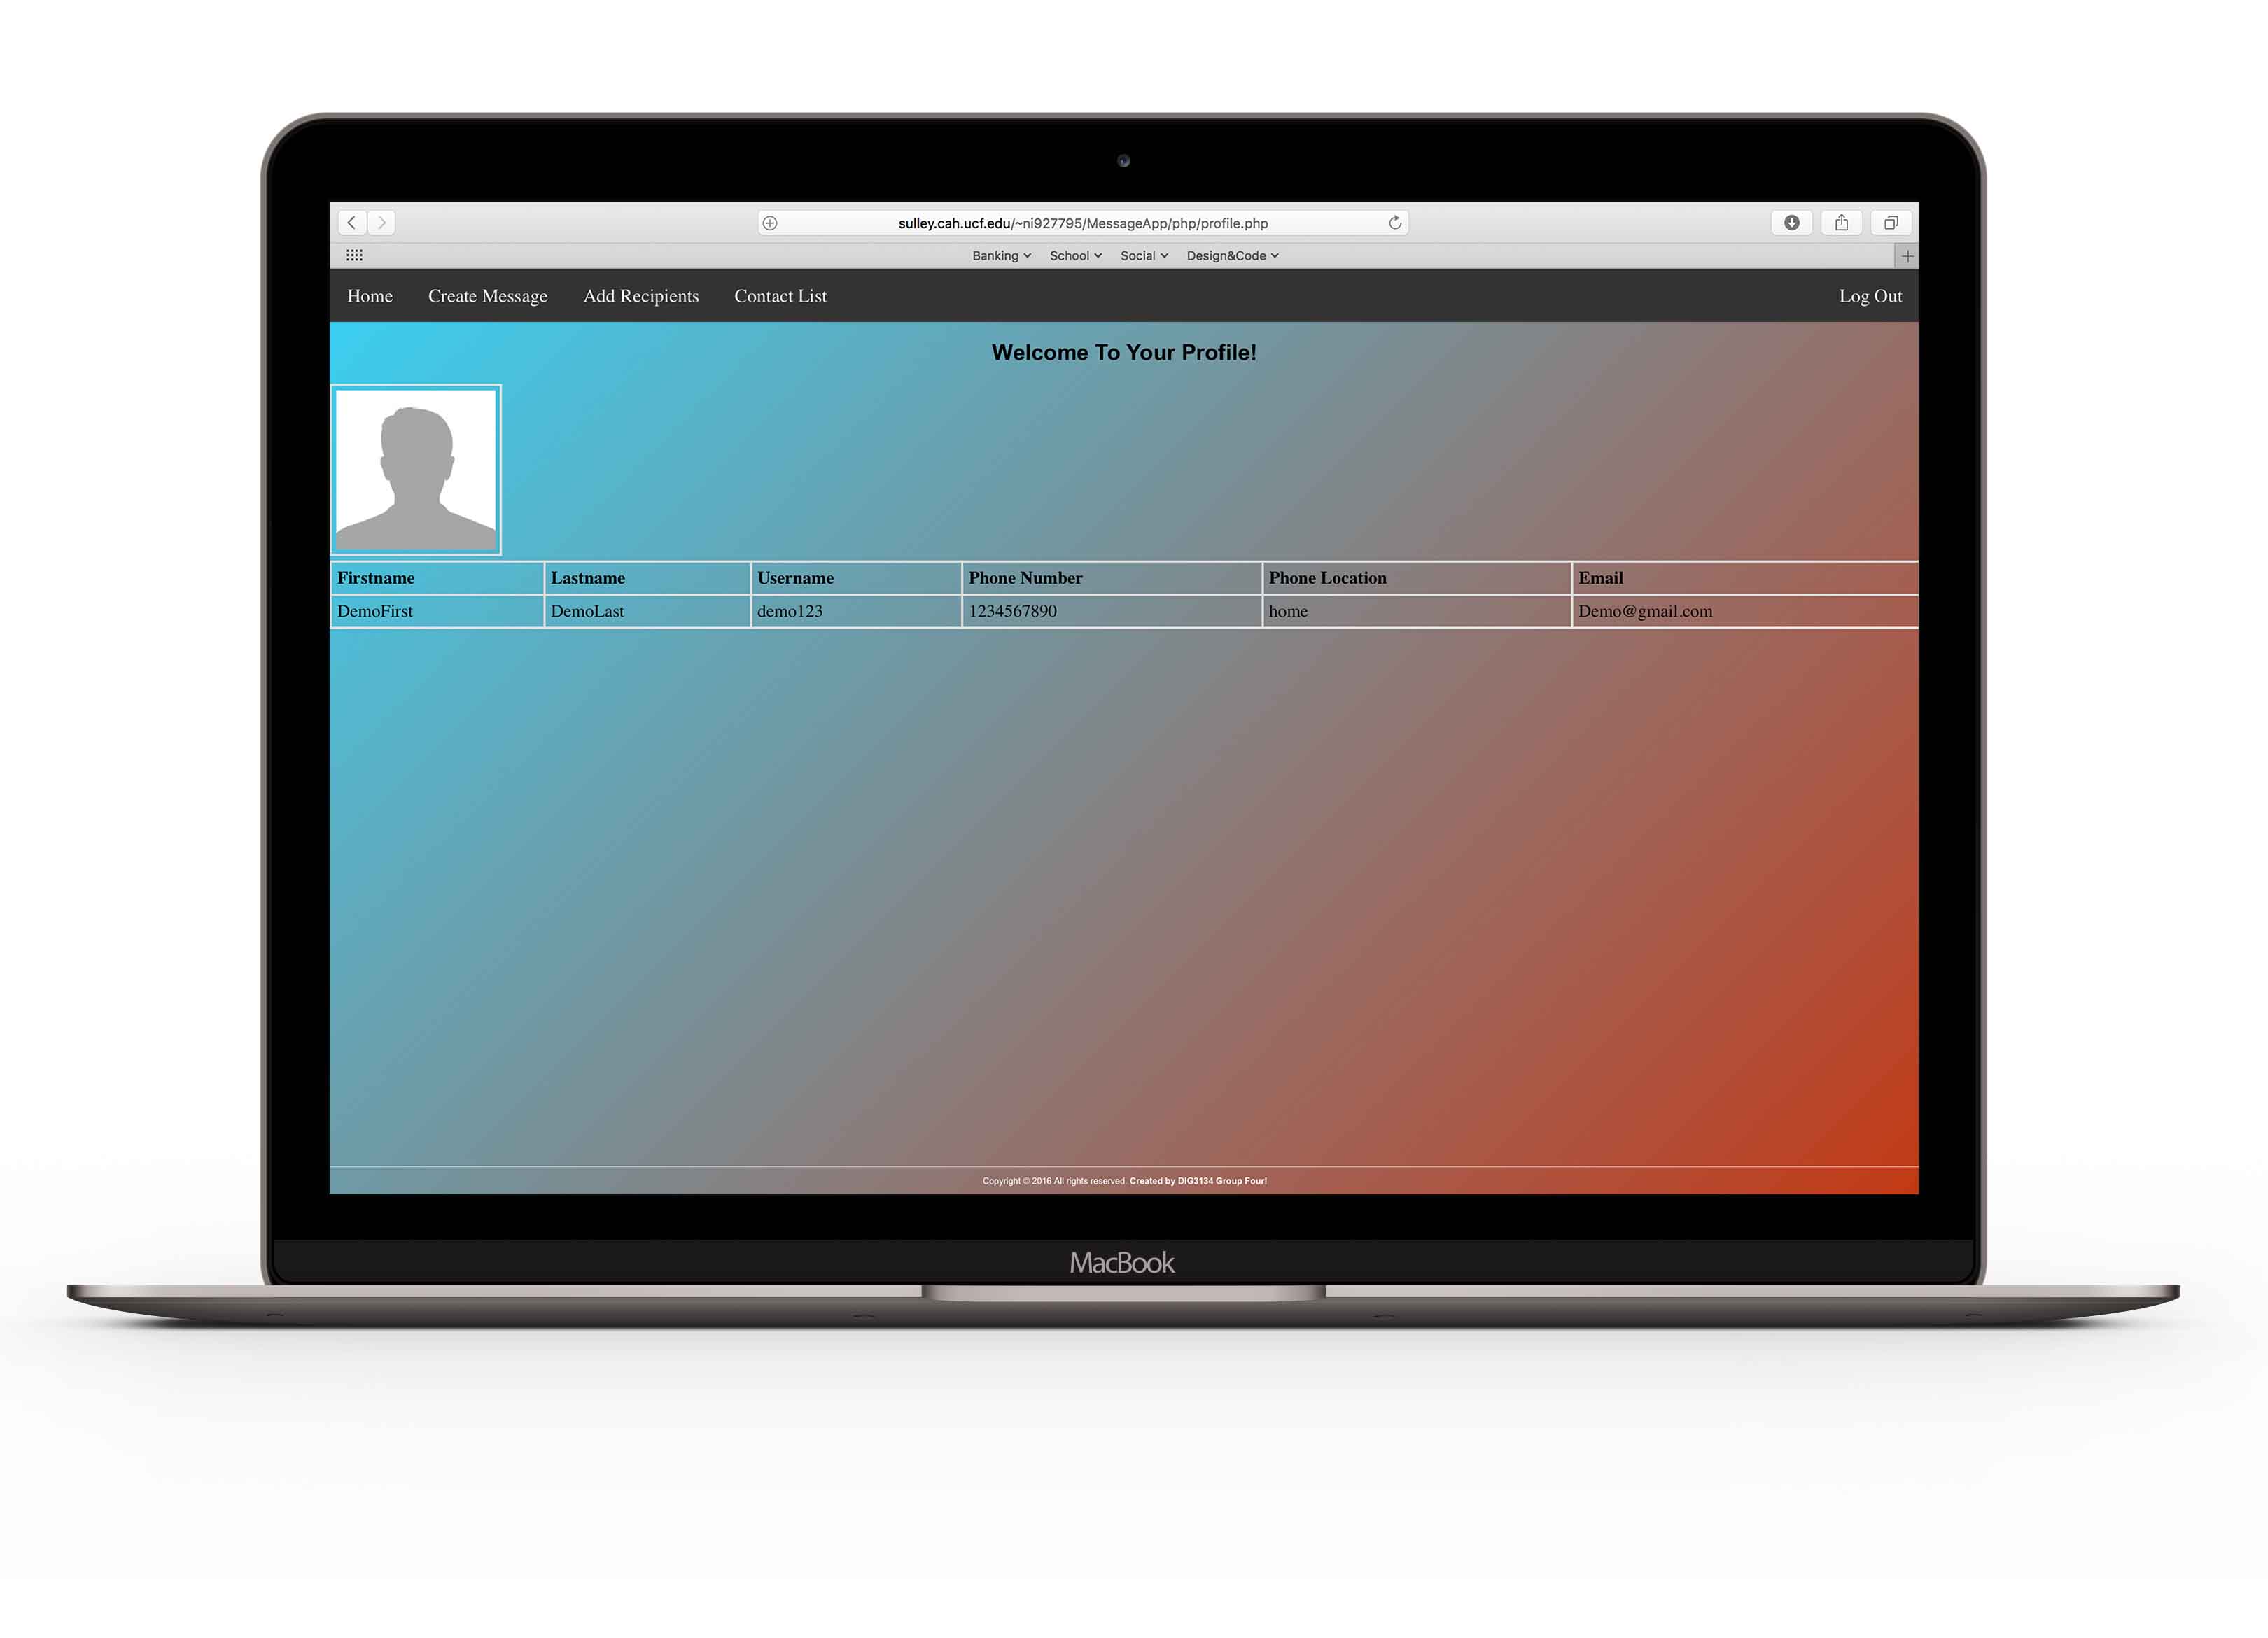 sulley.cah.ucf.edu/~ni927795/MessageApp/php/profile.php
Banking School Social Design&Code
Home Create Message Add Recipients Contact List Log Out
Welcome To Your Profile!
Firstname Lastname Username Phone Number Phone Location Email
DemoFirst DemoLast demo123 1234567890 home Demo@gmail.com
Copyright © 2016 All rights reserved. Created by DIG3134 Group Four!
MacBook